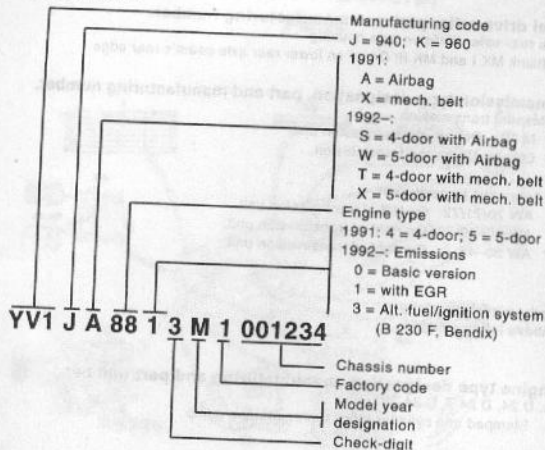 Manufacturing code
J = 940; K = 960
1991:
A = Airbag
X = mech. belt
1992–:
S = 4-door with Airbag
W = 5-door with Airbag
T = 4-door with mech. belt
X = 5-door with mech. belt
Engine type
1991: 4 = 4-door; 5 = 5-door
1992–: Emissions
0 = Basic version
1 = with EGR
3 = Alt. fuel/ignition system
(B 230 F, Bendix)
YV1 J A 88 1 3 M 1 001234
Chassis number
Factory code
Model year
designation
Check-digit